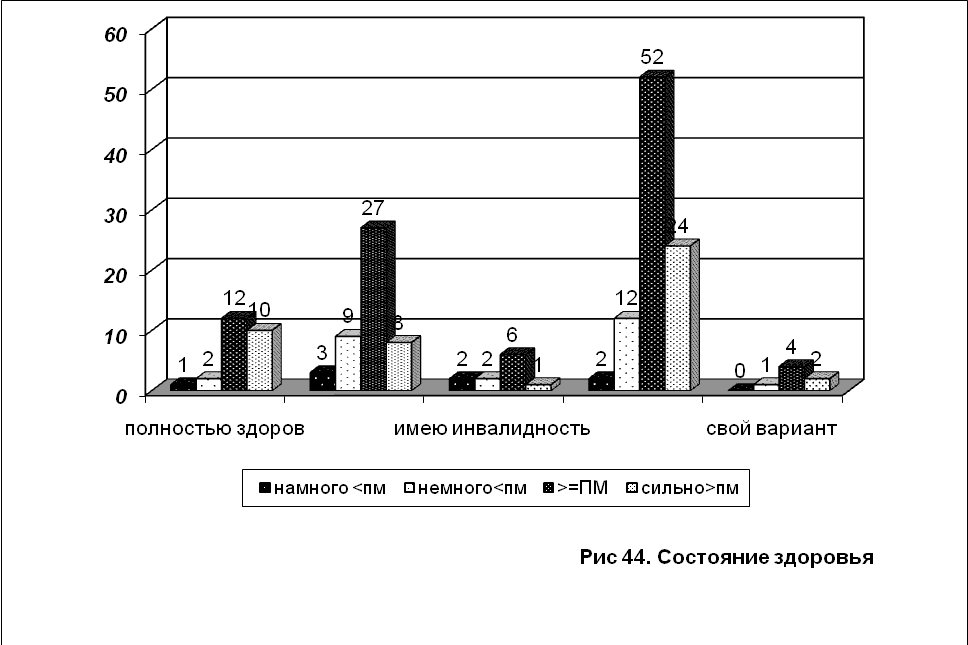 60
50
40
30
20
10
0
1 2 12 10
3 9 27 8
2 2 6 1
2 12 52 24
0 1 4 2
полностью здоров имею инвалидность свой вариант
намного <пм немного<пм >=ПМ сильно>пм
Рис 44. Состояние здоровья